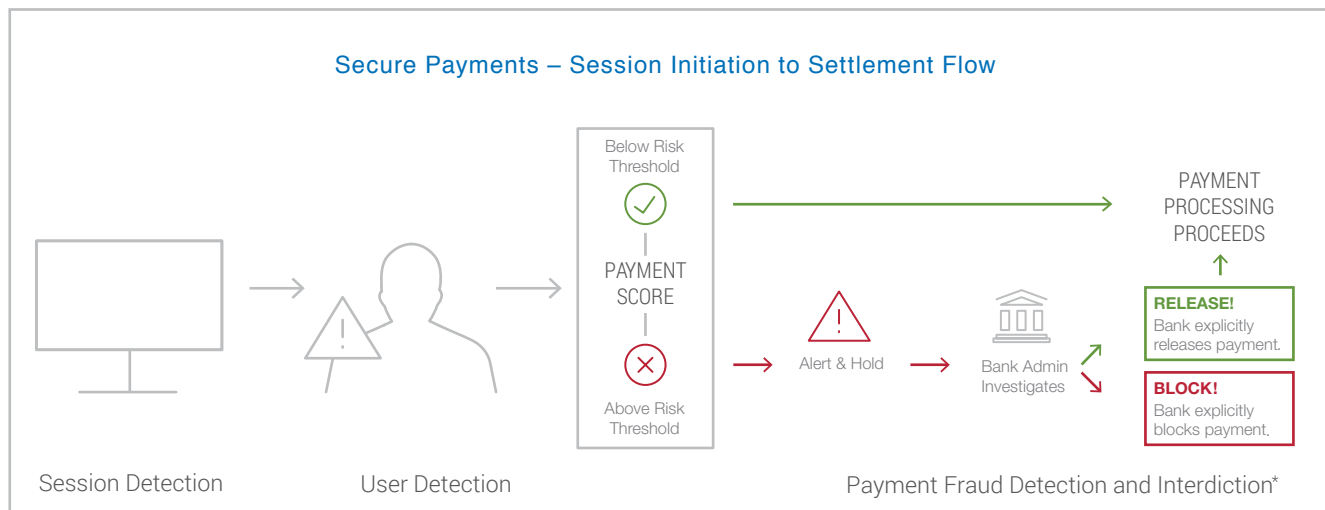 Secure Payments – Session Initiation to Settlement Flow
Below Risk
Threshold
PAYMENT
SCORE
Above Risk
Threshold
Alert & Hold
Bank Admin
Investigates
PAYMENT
PROCESSING
PROCEEDS
RELEASE!
Bank explicitly
releases payment.
BLOCK!
Bank explicitly
blocks payment.
Session Detection
User Detection
Payment Fraud Detection and Interdiction*